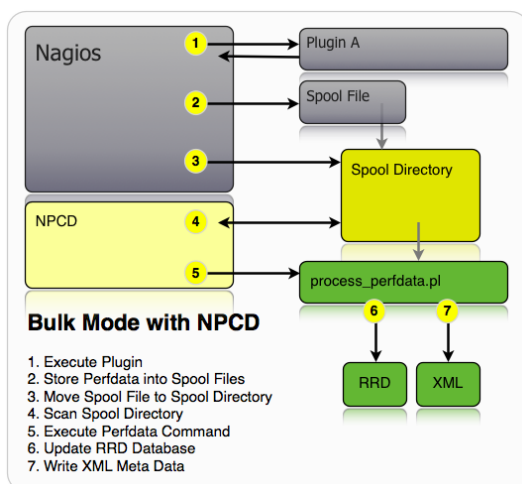 Nagios
1
Plugin A
2
Spool File
3
Spool Directory
NPCD
4
5
process_perfdata.pl
6
7
RRD
XML
Bulk Mode with NPCD
1. Execute Plugin
2. Store Perfdata into Spool Files
3. Move Spool File to Spool Directory
4. Scan Spool Directory
5. Execute Perfdata Command
6. Update RRD Database
7. Write XML Meta Data